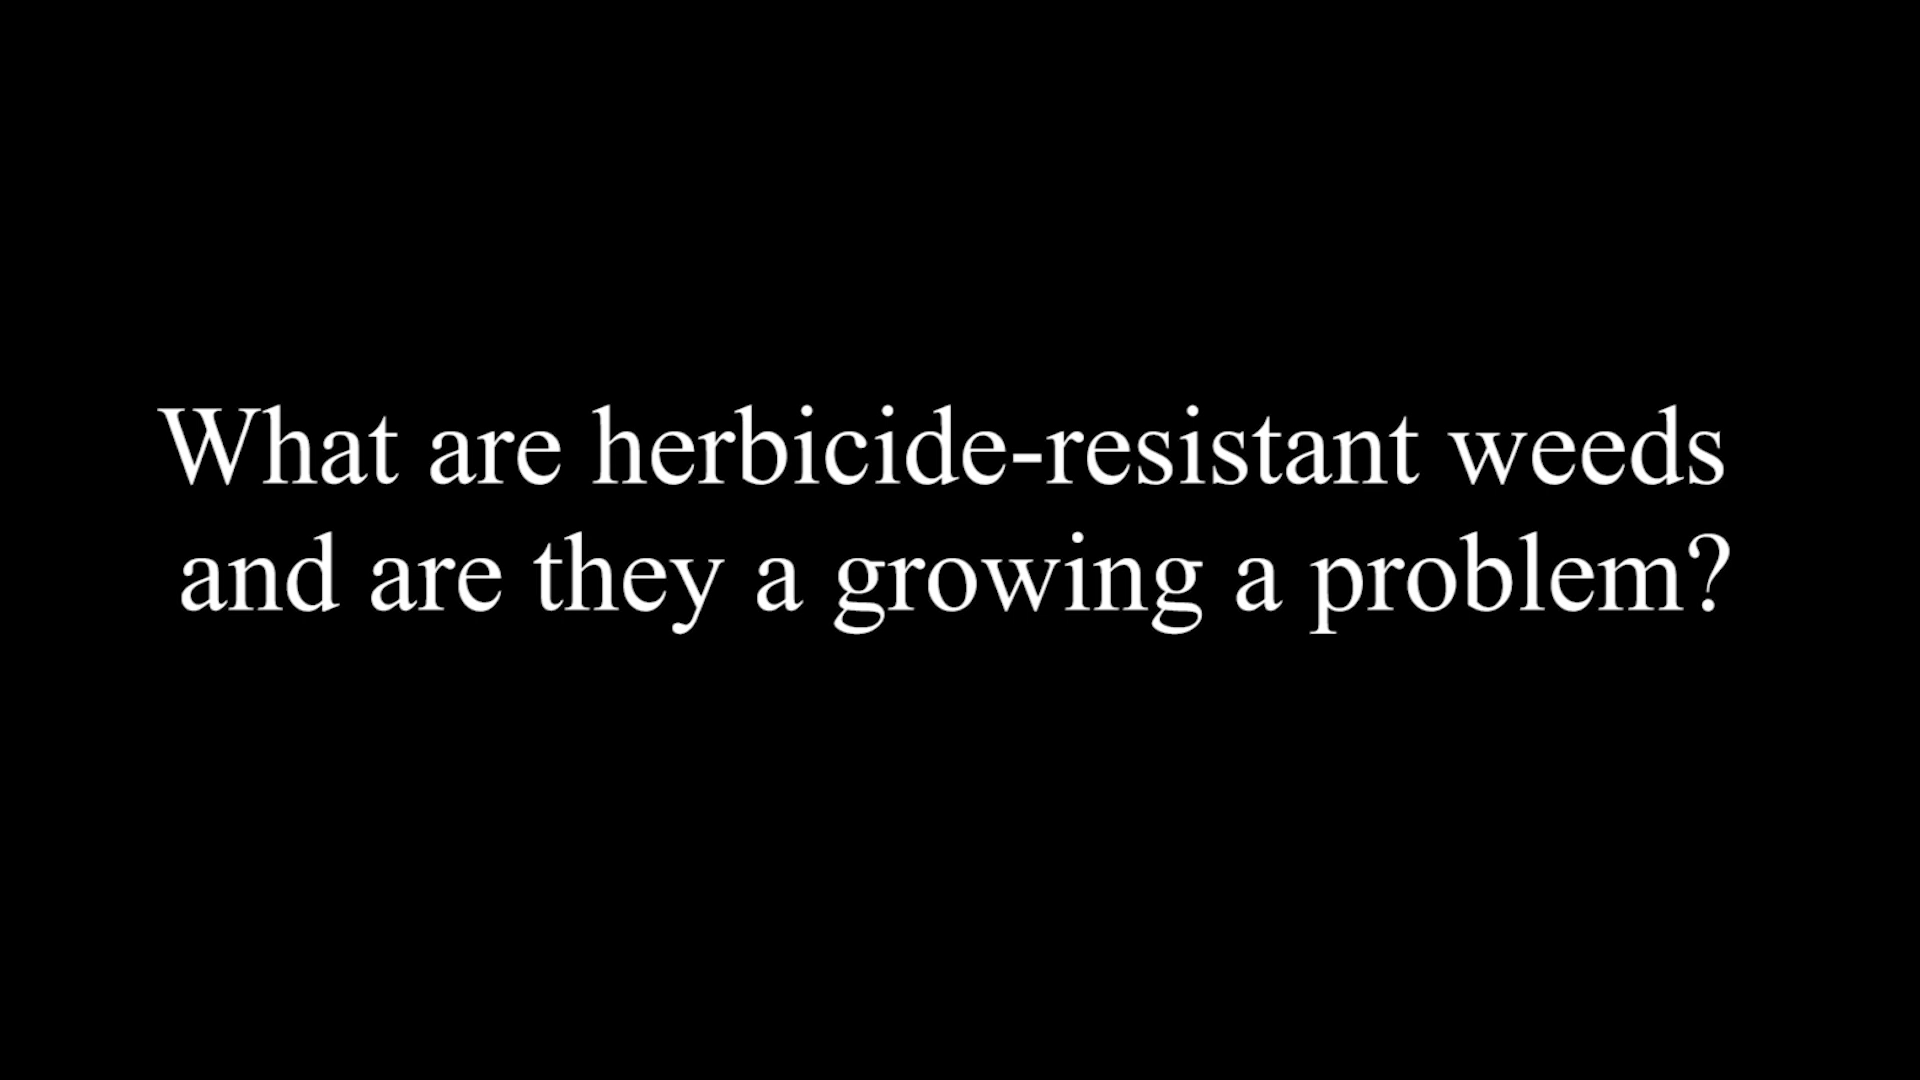 What are herbicide-resistant weeds
and are they a growing a problem?